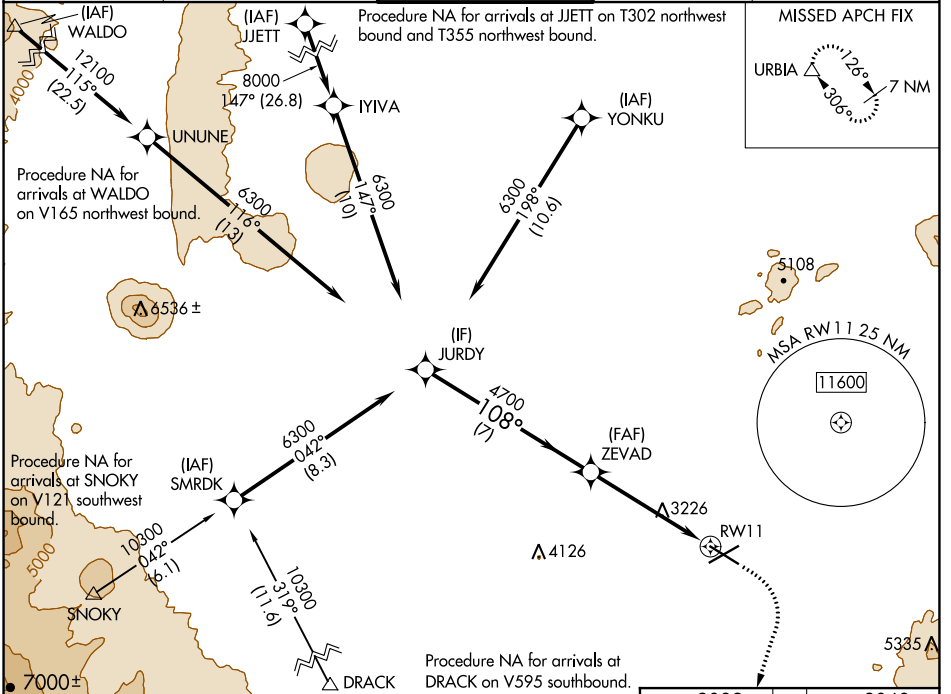 (IAF)
WALDO
12100
115°
(22.5)
4000
(IAF)
JJETT
Procedure NA for arrivals at JJETT on T302 northwest
bound and T355 northwest bound.
MISSED APCH FIX
URBIA
126°
306°
7 NM
8000
147° (26.8)
IYIVA
(IAF)
YONKU
UNUNE
Procedure NA for
arrivals at WALDO
on V165 northwest bound.
6300
116°
(13)
6300
147°
(10)
6300
198°
(10.6)
5108
6536 ±
MSA RW11 25 NM
11600
(IF)
JURDY
4700
108°
(7)
(FAF)
ZEVAD
6300
042°
(8.3)
(IAF)
SMRDK
Procedure NA for
arrivals at SNOKY
on V121 southwest
bound.
3226
RW11
4126
10300
042°
(6.1)
5000
SNOKY
10300
319°
(11.6)
DRACK
Procedure NA for arrivals at
DRACK on V595 southbound.
5335
7000±